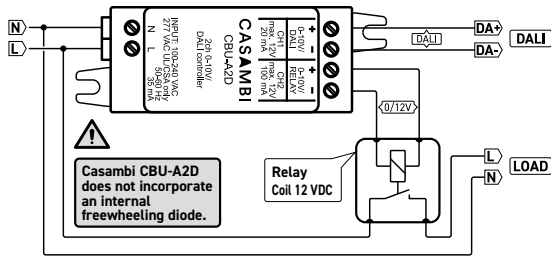 N
L
INPUT: 100-240 VAC
277 VAC UL/CSA only
50-60 Hz
35 mA
N
L
2ch 0-10V/
DALI controller
CASAMBI
CBU-A2D
CH1
max. 12V
20 mA
CH2
max. 12V
100 mA
0-10V/
DALI
0-10V/
RELAY
+
-
+
-
DALI
DA+
DA-
DALI
0/12V
Casambi CBU-A2D
does not incorporate
an internal
freewheeling diode.
Relay
Coil 12 VDC
L
N
LOAD